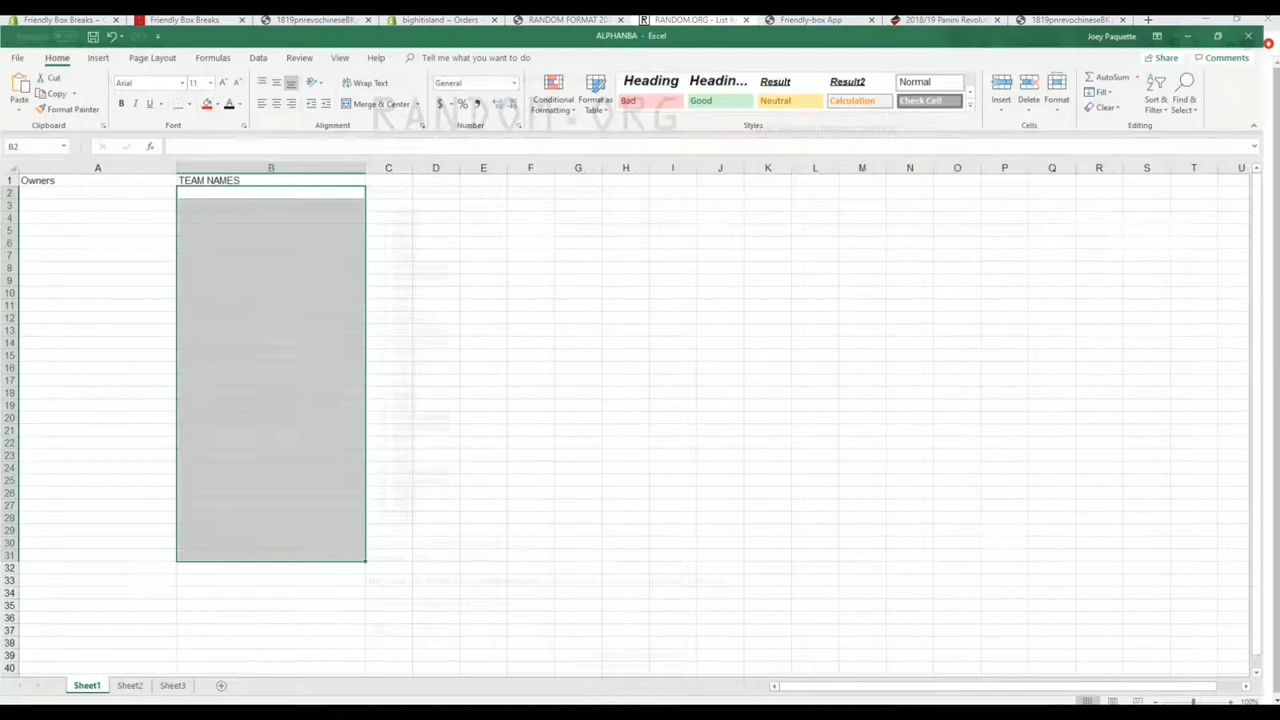 Friendly Box Breaks
Friendly Box Breaks
1819pnrevochineseBK
bighitisland ~ Orders
RANDOM FORMAT 20
RANDOM.ORG - List R
Friendly-box App
2018/19 Panini Revolu
1819pnrevochineseBK
ALPHANBA - Excel
Joey Paquette
File Home Insert Page Layout Formulas Data Review View Help Tell me what you want to do
Share Comments
Paste
Cut
Copy
Format Painter
Clipboard
Arial 11
B I U
Font
Wrap Text
Merge & Center
Alignment
General
$ %
Number
Conditional Formatting
Format as Table
Heading Headin... Result Result2 Normal
Bad Good Neutral Calculation Check Cell
Styles
Insert Delete Format
Cells
AutoSum
Fill
Clear
Sort & Filter
Find & Select
Editing
RANDOM.ORG
B2 fx
A B C D E F G H I J K L M N O P Q R S T U
1 Owners TEAM NAMES
2
3
4
5
6
7
8
9
10
11
12
13
14
15
16
17
18
19
20
21
22
23
24
25
26
27
28
29
30
31
32
33
34
35
36
37
38
39
40
Sheet1 Sheet2 Sheet3
100%